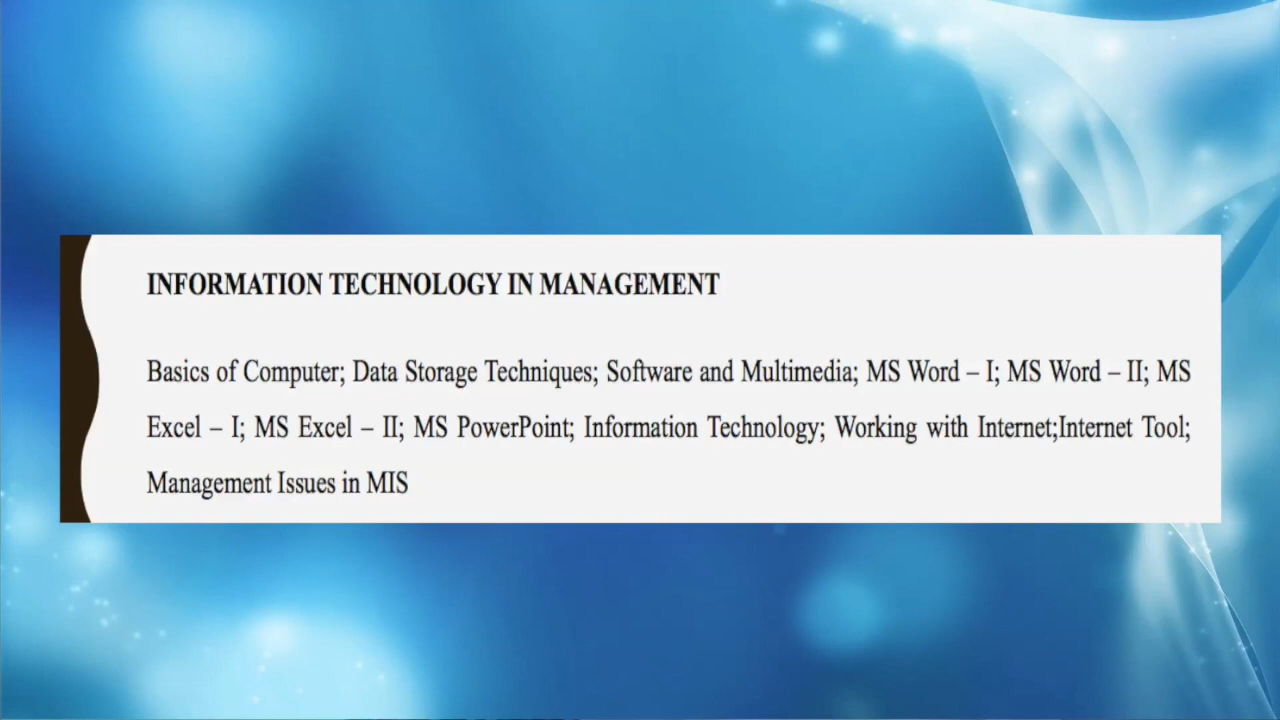 INFORMATION TECHNOLOGY IN MANAGEMENT
Basics of Computer; Data Storage Techniques; Software and Multimedia; MS Word – I; MS Word – II; MS
Excel – I; MS Excel – II; MS PowerPoint; Information Technology; Working with Internet;Internet Tool;
Management Issues in MIS